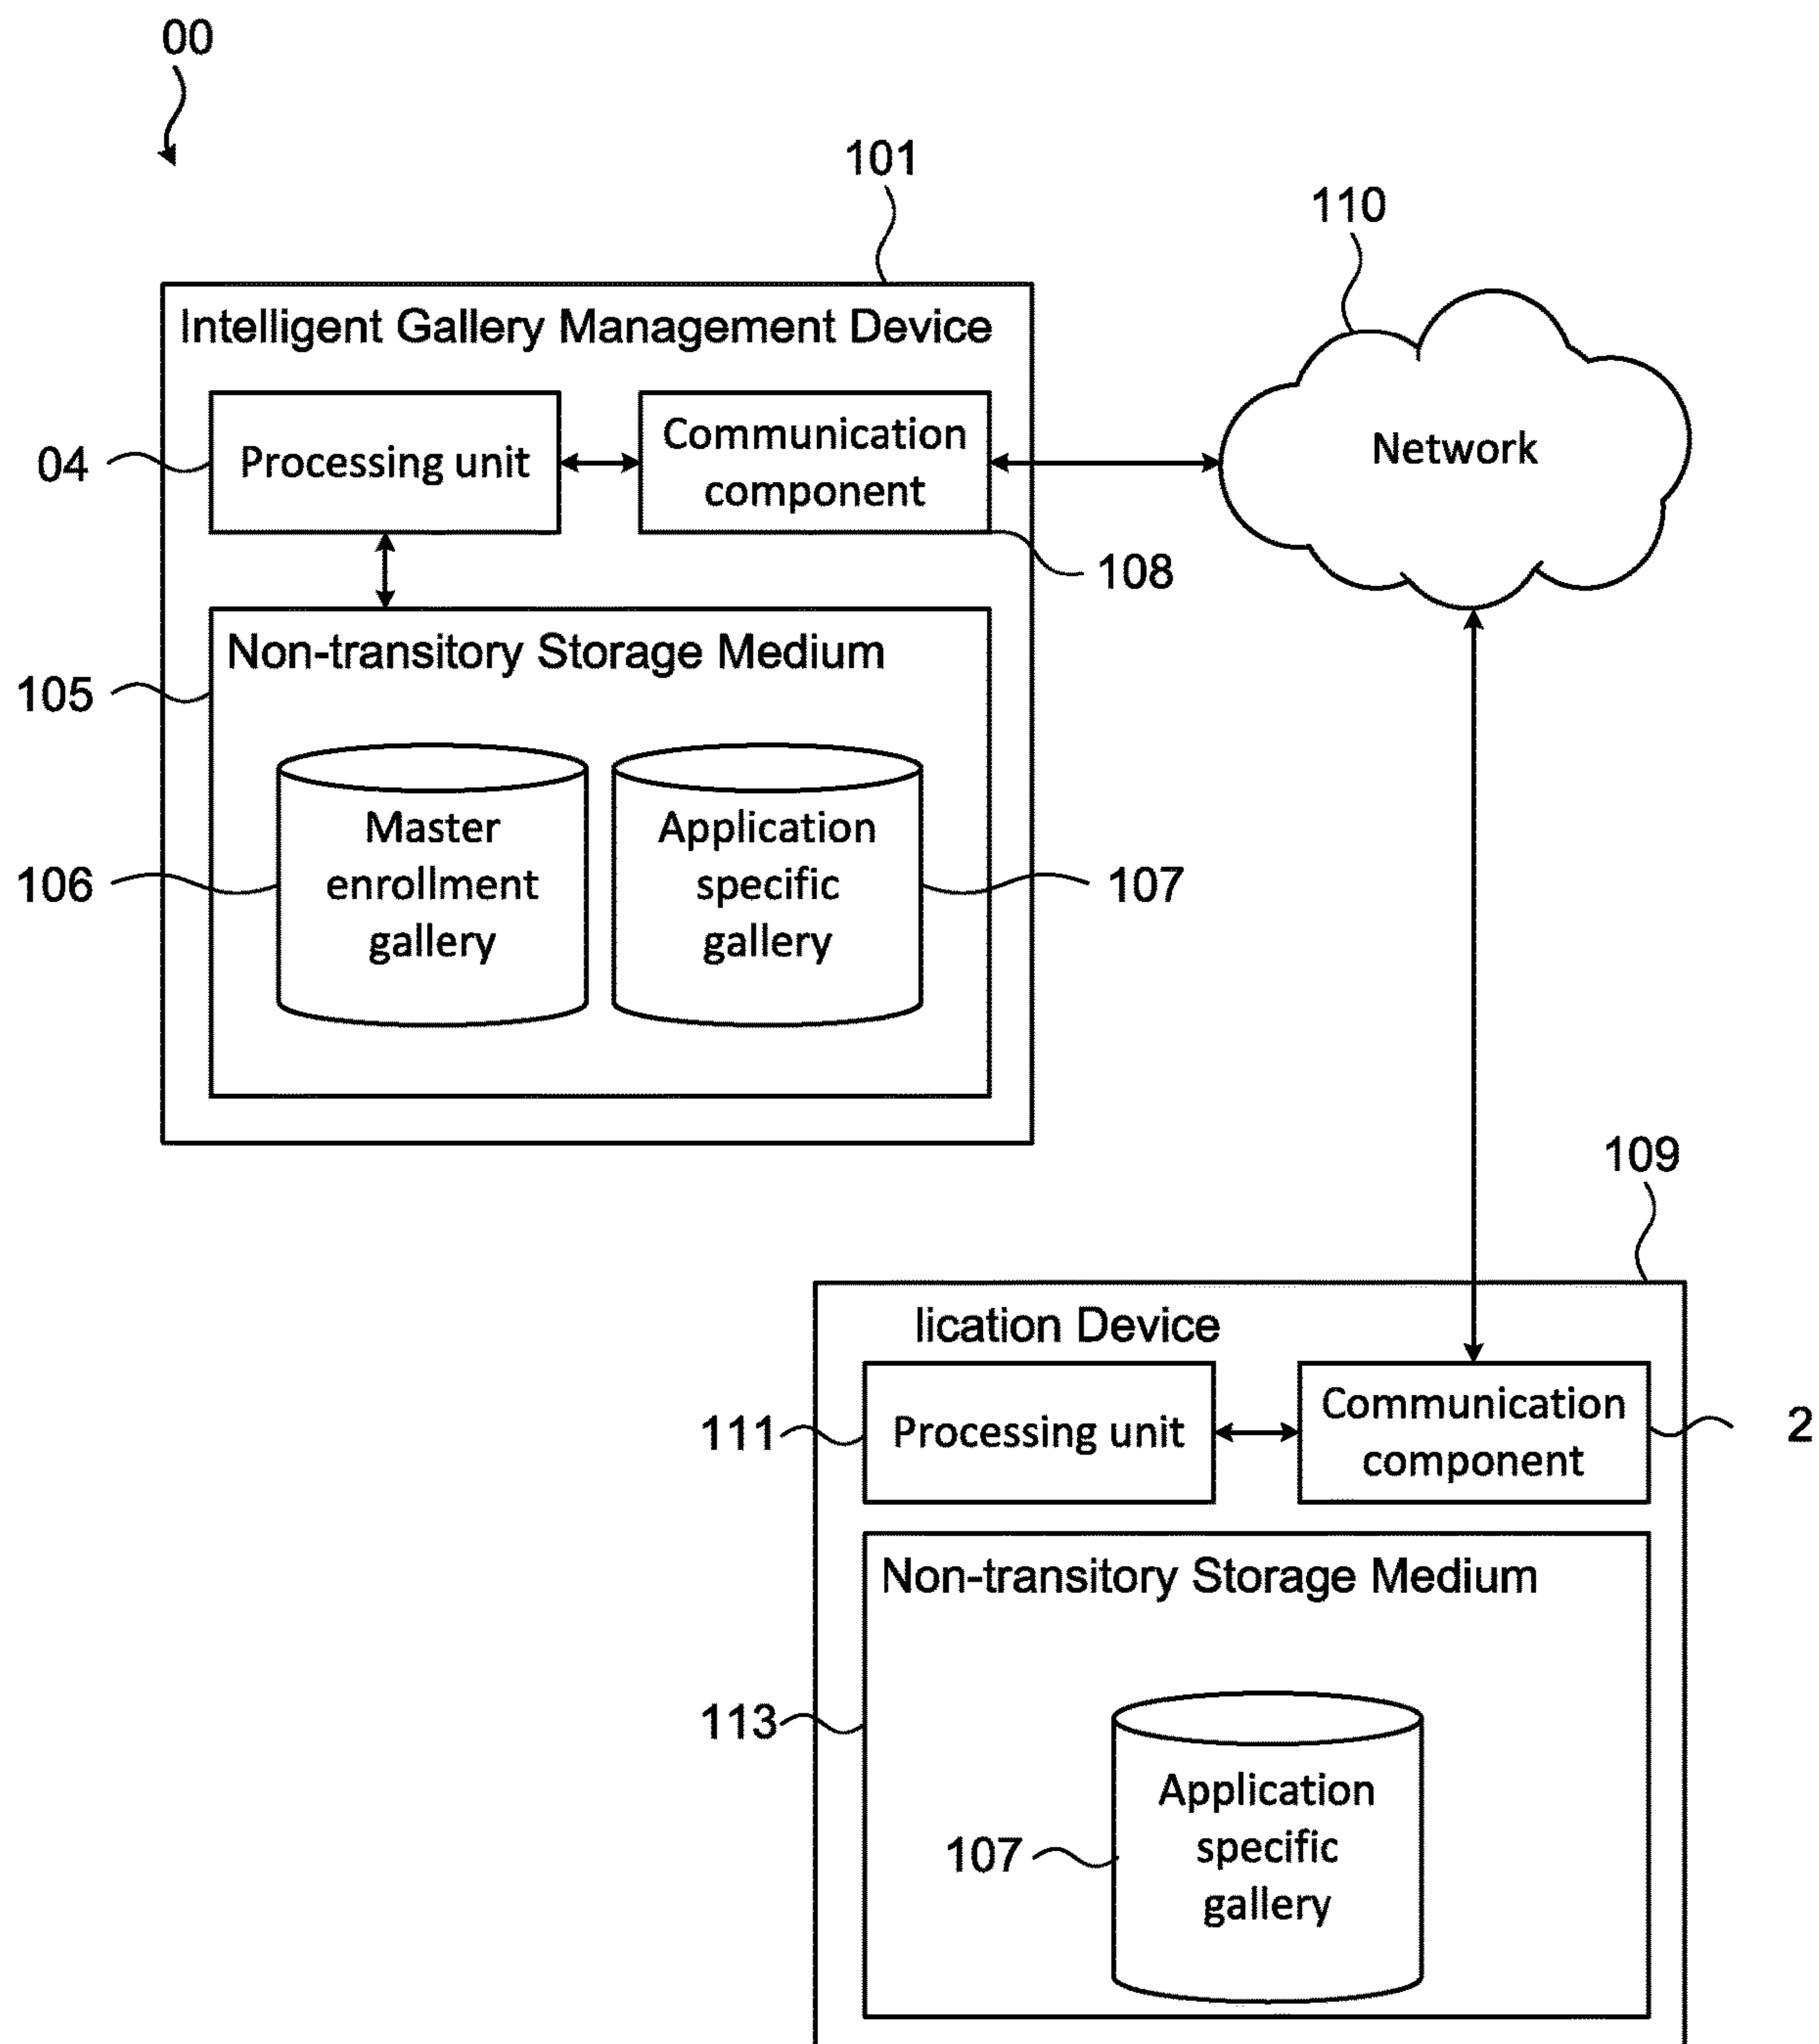 00
101
110
Intelligent Gallery Management Device
04
Processing unit
Communication
component
Network
108
Non-transitory Storage Medium
105
Master
enrollment
gallery
Application
specific
gallery
106
107
109
lication Device
111
Processing unit
Communication
component
2
Non-transitory Storage Medium
113
Application
specific
gallery
107